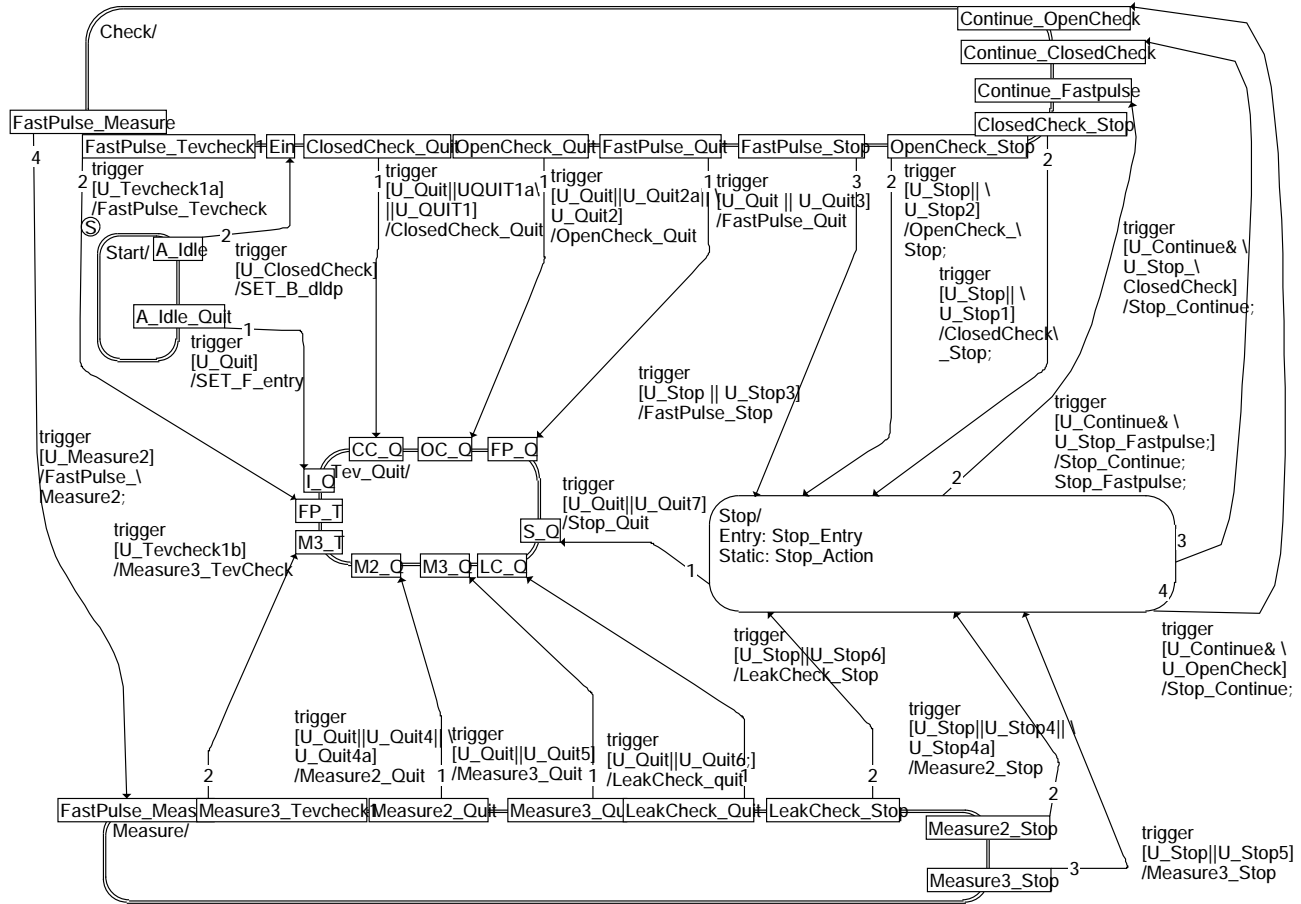 Continue_OpenCheck
Check/
Continue_ClosedCheck
Continue_Fastpulse
FastPulse_Measure
ClosedCheck_Stop
FastPulse_Tevcheck
1
Ein
ClosedCheck_Quit
OpenCheck_Quit
FastPulse_Quit
FastPulse_Stop
OpenCheck_Stop
4
2
1
1
1
3
2
2
trigger
[U_Tevcheck1a]
/FastPulse_Tevcheck
trigger
[U_Quit||UQUIT1a\
||U_QUIT1]
/ClosedCheck_Quit
trigger
[U_Quit||U_Quit2a|| \
U_Quit2]
/OpenCheck_Quit
trigger
[U_Quit || U_Quit3]
/FastPulse_Quit
trigger
[U_Stop|| \
U_Stop2]
/OpenCheck_\
Stop;
trigger
[U_Continue& \
U_Stop_\
ClosedCheck]
/Stop_Continue;
S
Start/
A_Idle
2
trigger
[U_ClosedCheck]
/SET_B_dldp
trigger
[U_Stop|| \
U_Stop1]
/ClosedCheck\
_Stop;
A_Idle_Quit
1
trigger
[U_Quit]
/SET_F_entry
trigger
[U_Stop || U_Stop3]
/FastPulse_Stop
trigger
[U_Continue& \
U_Stop_Fastpulse;]
/Stop_Continue;
Stop_Fastpulse;
trigger
[U_Measure2]
/FastPulse_\
Measure2;
CC_Q
OC_Q
FP_Q
Tev_Quit/
I_Q
FP_T
M3_T
S_Q
M2_Q
M3_Q
LC_Q
trigger
[U_Quit||U_Quit7]
/Stop_Quit
2
Stop/
Entry: Stop_Entry
Static: Stop_Action
3
1
4
trigger
[U_Tevcheck1b]
/Measure3_TevCheck
trigger
[U_Stop||U_Stop6]
/LeakCheck_Stop
trigger
[U_Continue& \
U_OpenCheck]
/Stop_Continue;
trigger
[U_Quit||U_Quit4|| \
U_Quit4a]
/Measure2_Quit
trigger
[U_Quit||U_Quit5]
/Measure3_Quit
trigger
[U_Quit||U_Quit6;]
/LeakCheck_quit
trigger
[U_Stop||U_Stop4|| \
U_Stop4a]
/Measure2_Stop
2
1
1
1
2
2
FastPulse_Meas
Measure3_Tevcheck
1
Measure2_Quit
Measure3_Qu
LeakCheck_Quit
LeakCheck_Stop
Measure/
Measure2_Stop
Measure3_Stop
3
trigger
[U_Stop||U_Stop5]
/Measure3_Stop